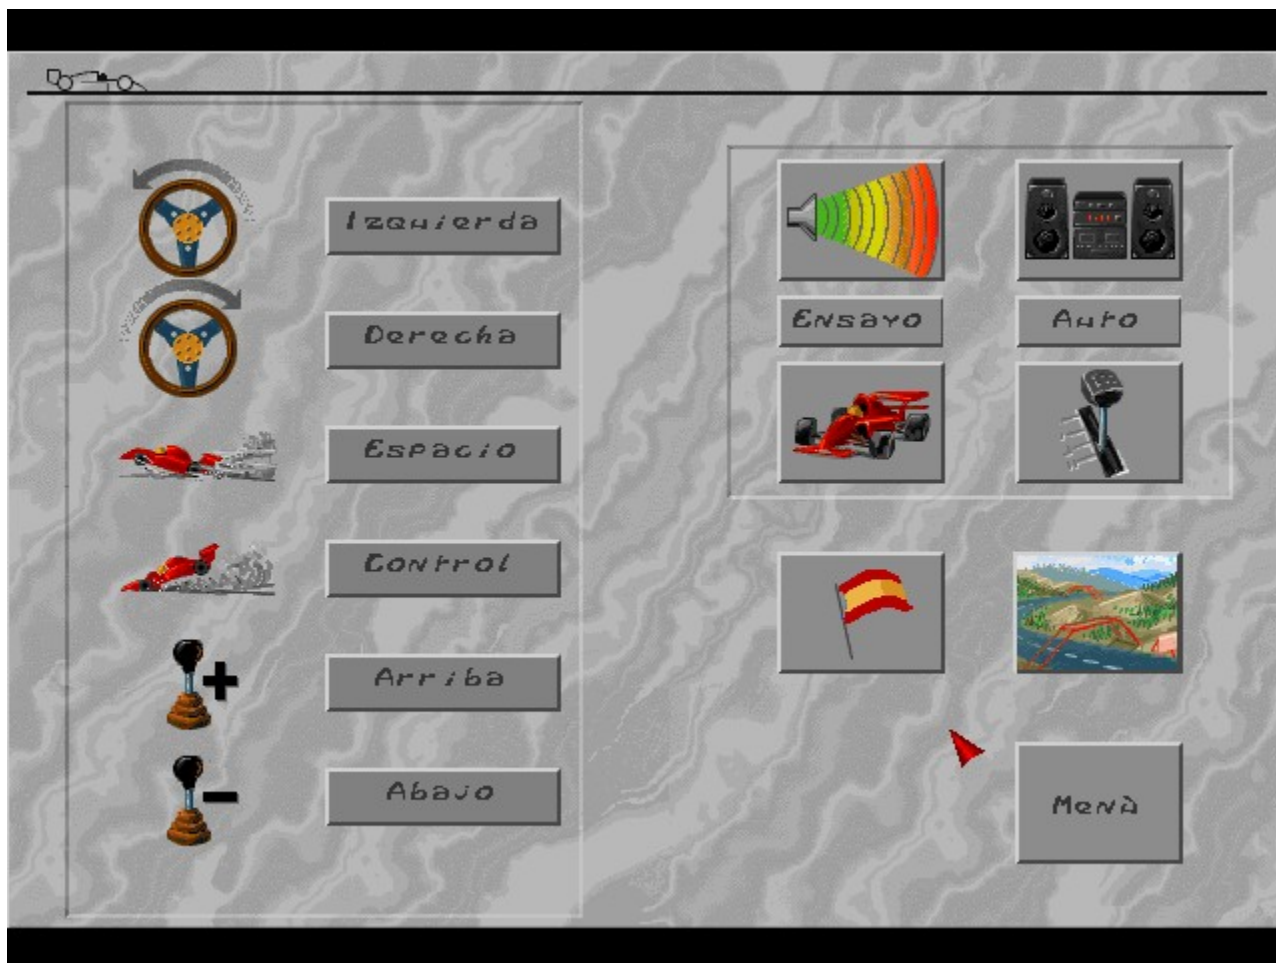 Izquierda
Derecha
Espacio
Control
Arriba
Abajo
Ensayo
Auto
Menù